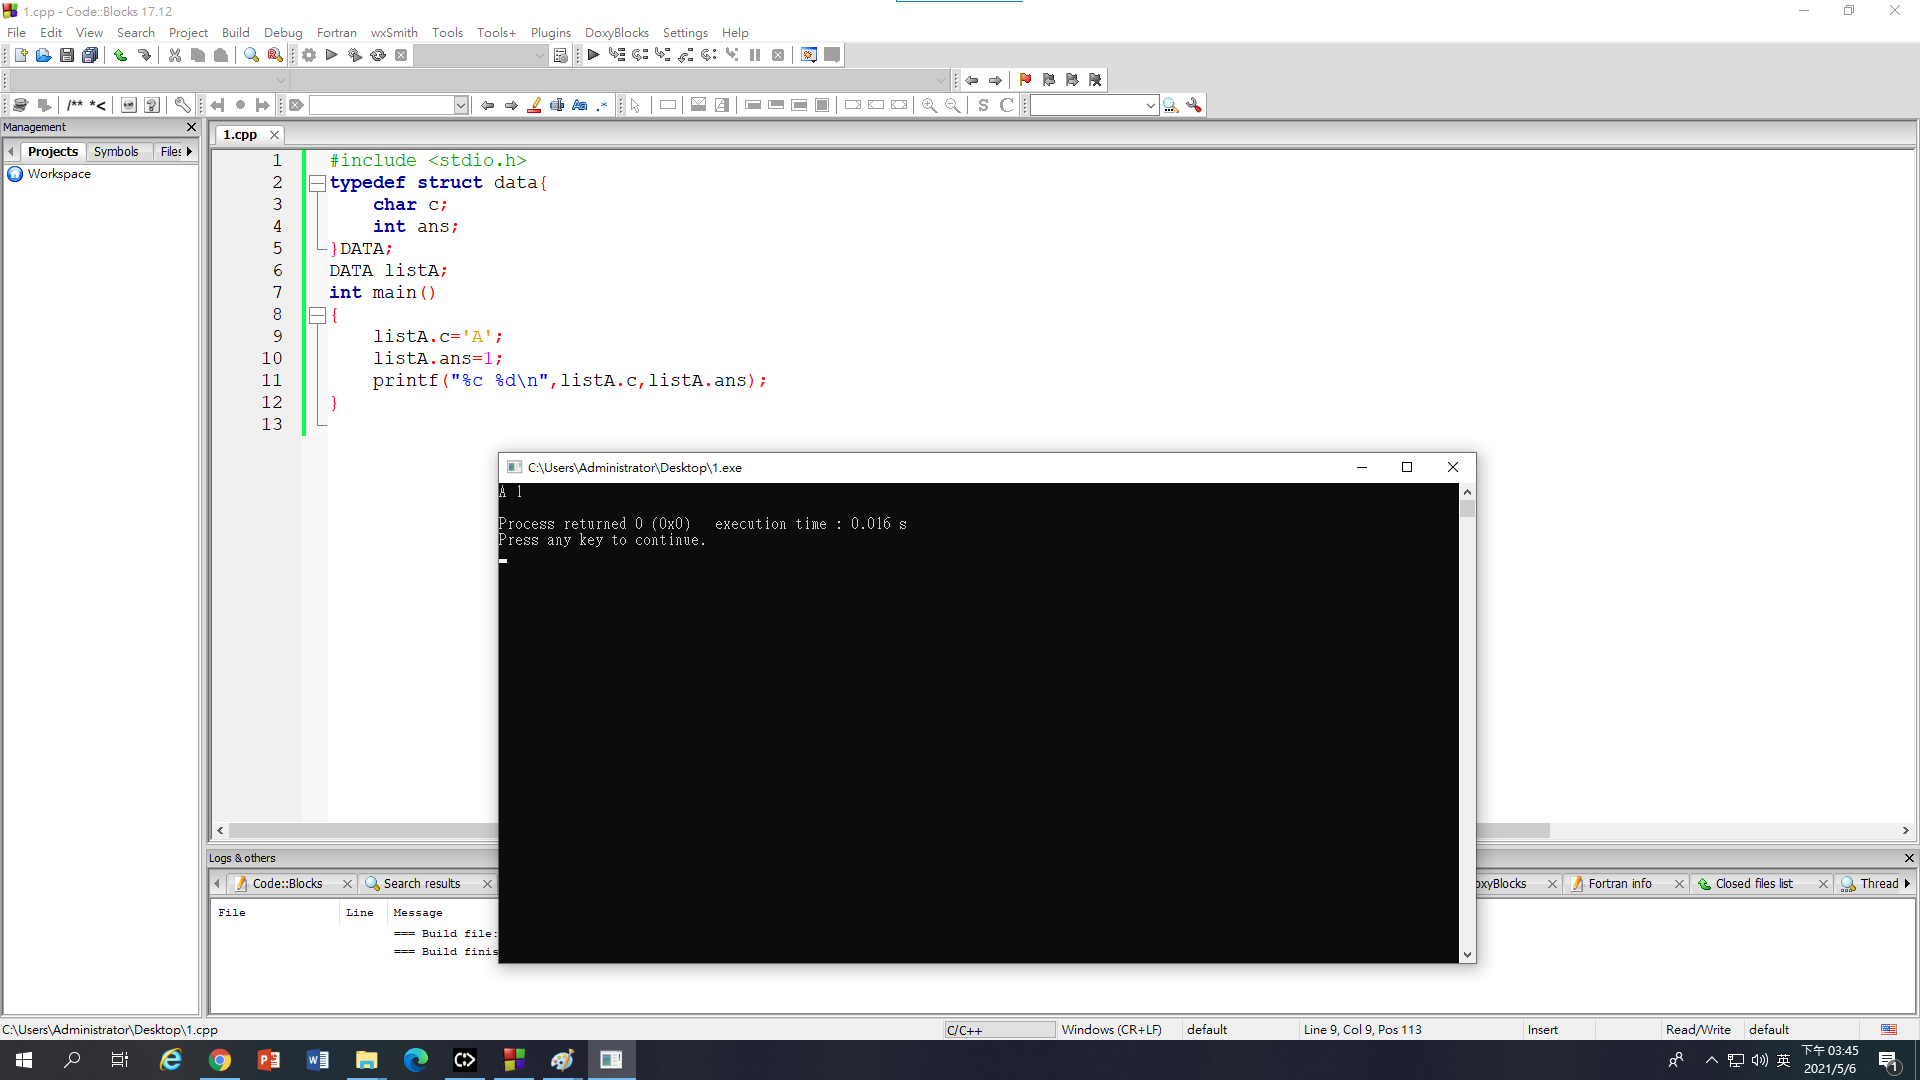 1.cpp - Code::Blocks 17.12
File Edit View Search Project Build Debug Fortran wxSmith Tools Tools+ Plugins DoxyBlocks Settings Help
/** *<
Aa .*
S C
Management
Projects Symbols Files
Workspace
1.cpp
1 #include <stdio.h>
2 typedef struct data{
3 char c;
4 int ans;
5 }DATA;
6 DATA listA;
7 int main()
8 {
9 listA.c='A';
10 listA.ans=1;
11 printf("%c %d\n",listA.c,listA.ans);
12 }
13
C:\Users\Administrator\Desktop\1.exe
A 1
Process returned 0 (0x0) execution time : 0.016 s
Press any key to continue.
Logs & others
Code::Blocks Search results oxyBlocks Fortran info Closed files list Thread
File Line Message
=== Build file:
=== Build finis
C:\Users\Administrator\Desktop\1.cpp C/C++ Windows (CR+LF) default Line 9, Col 9, Pos 113 Insert Read/Write default
英 下午 03:45
2021/5/6
1